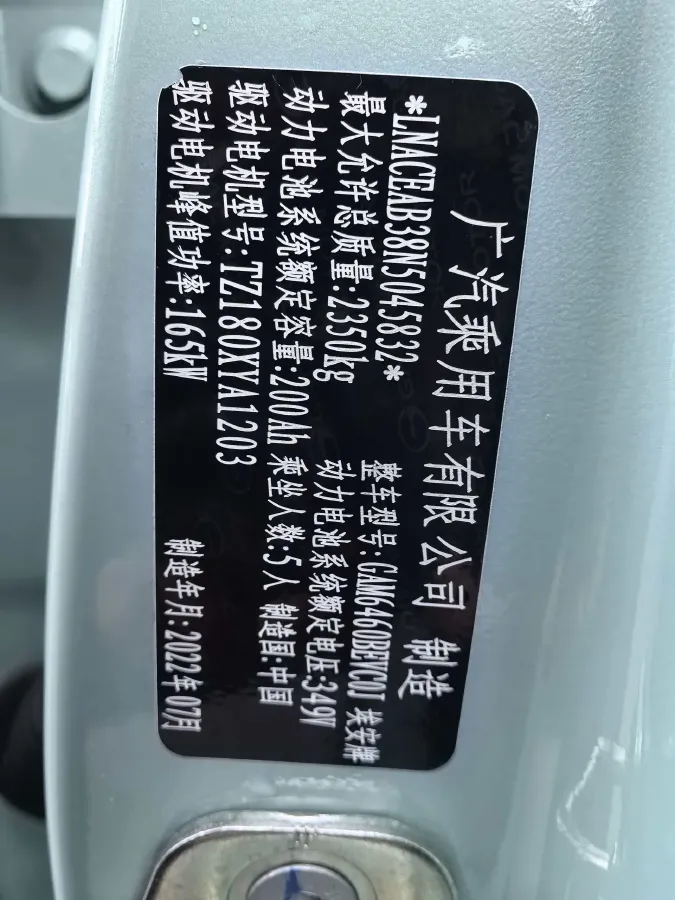 广汽乘用车有限公司 制造
*LNACEAB38N5045832* 整车型号:GAM6460BEVC0J 埃安牌
最大允许总质量:2350kg 动力电池系统额定电压:349V
动力电池系统额定容量:200Ah 乘坐人数:5人 制造国:中国
驱动电机型号:TZ180XYA1203
驱动电机峰值功率:165kW 制造年月:2022年07月